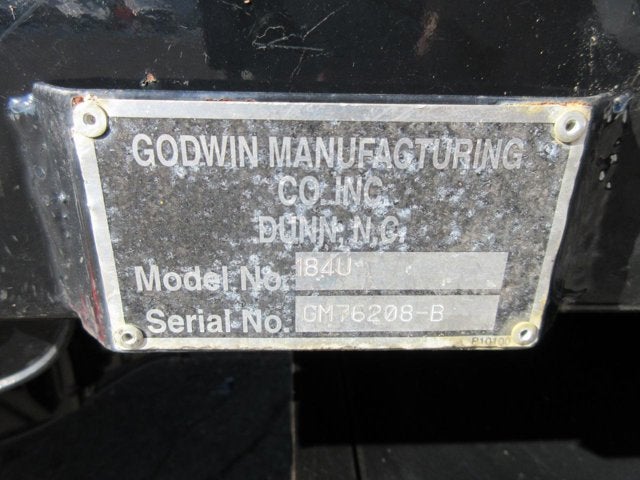 GODWIN MANUFACTURING
CO. INC.
DUNN, N.C.
Model No. 184U
Serial No. GM76208-B